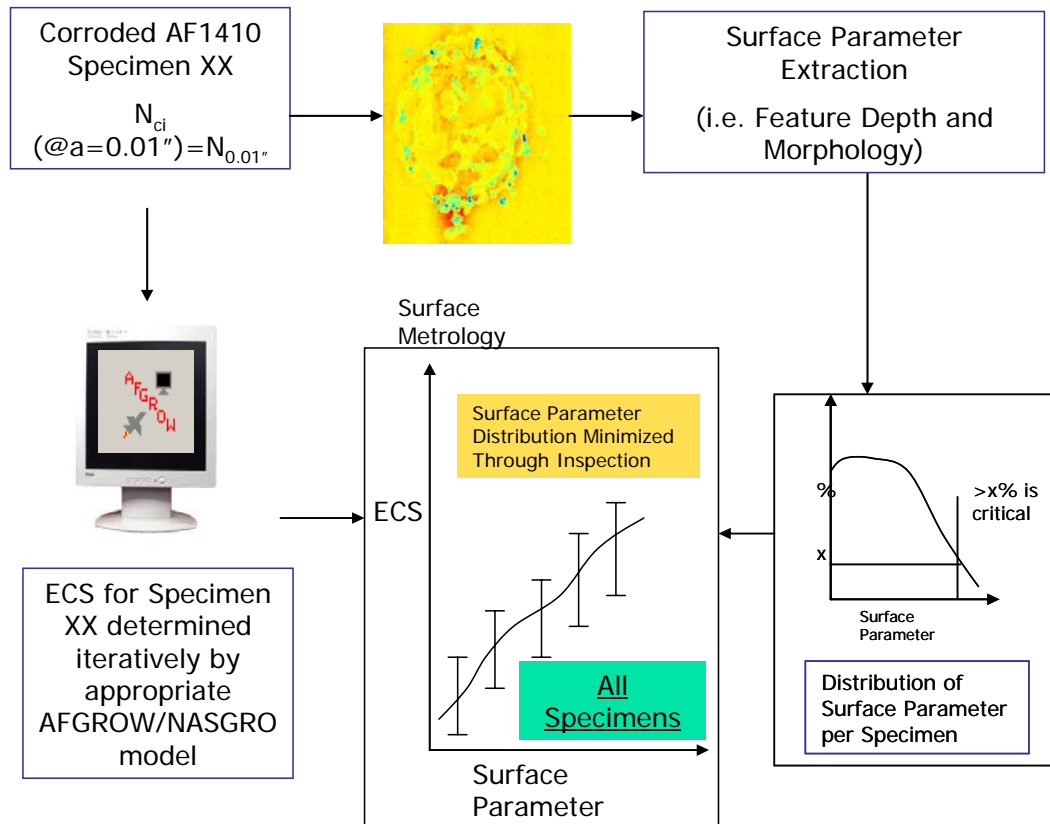 Corroded AF1410
Specimen XX
N_ci
(@a=0.01″)=N_0.01″
Surface Parameter
Extraction
(i.e. Feature Depth and
Morphology)
AFGROW
ECS for Specimen
XX determined
iteratively by
appropriate
AFGROW/NASGRO
model
Surface
Metrology
Surface Parameter
Distribution Minimized
Through Inspection
ECS
All
Specimens
Surface
Parameter
%
>x% is
critical
x
Surface
Parameter
Distribution of
Surface Parameter
per Specimen